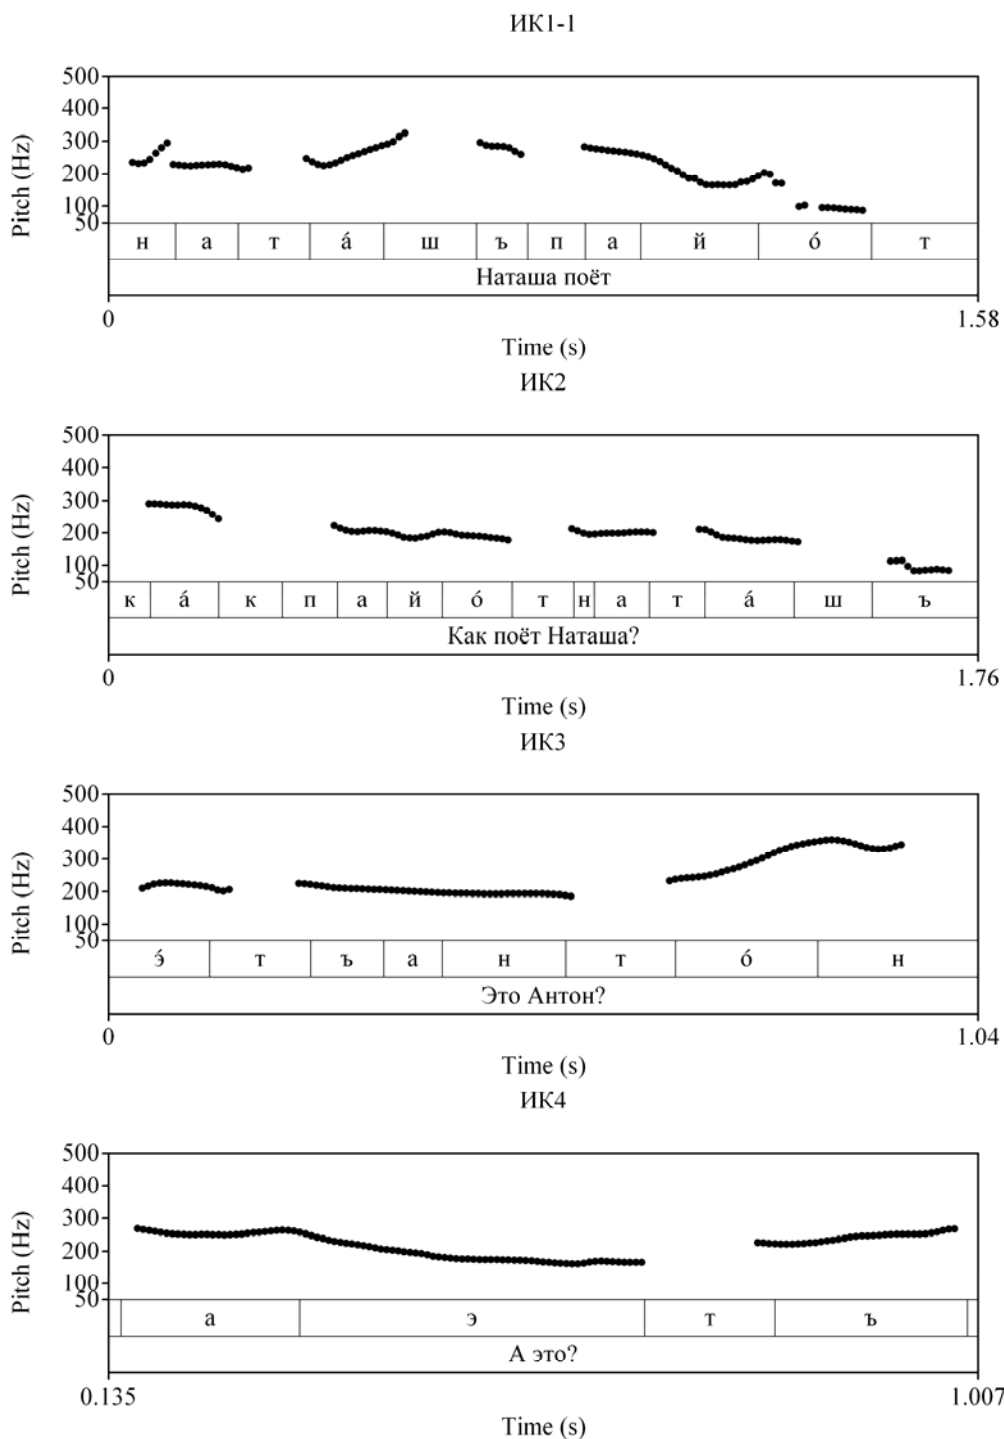 ИК1-1
500
400
300
200
100
50
Pitch (Hz)
н а т а́ ш ъ п а й о́ т
Наташа поёт
0 1.58
Time (s)
ИК2
500
400
300
200
100
50
Pitch (Hz)
к а́ к п а й о́ т н а т а́ ш ъ
Как поёт Наташа?
0 1.76
Time (s)
ИК3
500
400
300
200
100
50
Pitch (Hz)
э́ т ъ а н т о́ н
Это Антон?
0 1.04
Time (s)
ИК4
500
400
300
200
100
50
Pitch (Hz)
а э т ъ
А это?
0.135 1.007
Time (s)